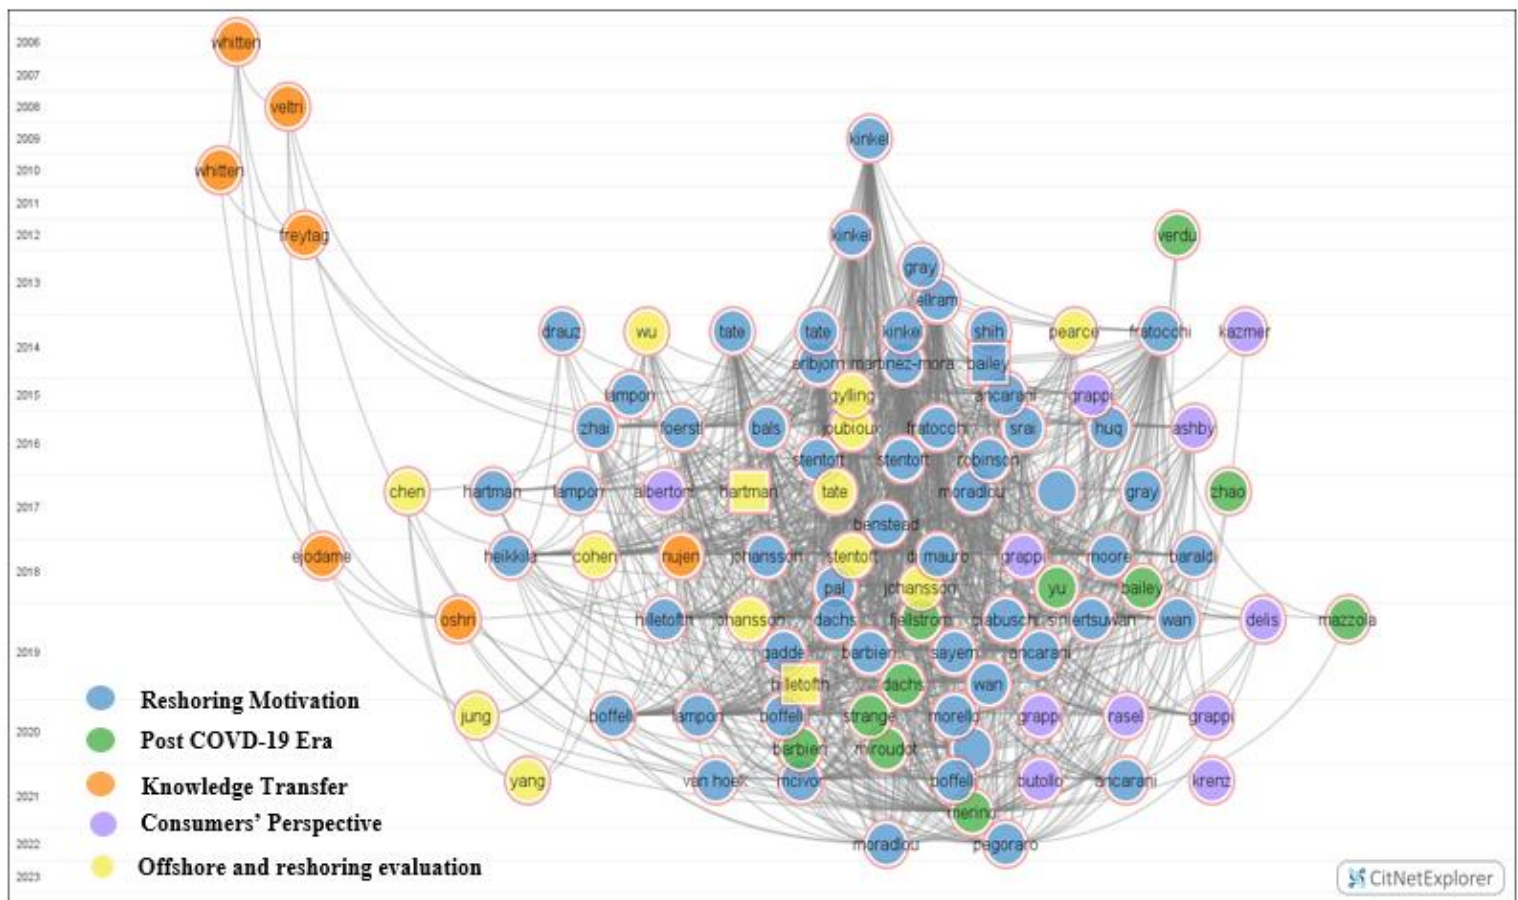 2006
whitten
2007
2008
veltri
2009
kinkel
2010
whitten
2011
2012
freytag
kinkel
verdu
gray
2013
ellram
drauz
wu
tate
tate
kinkel
shih
pearce
fratocchi
kazmer
2014
arlbjorn
martinez-mora
bailey
2015
lampon
gylling
ancarani
grappi
zhai
foerstl
bals
joubioux
fratocchi
srai
huq
ashby
2016
stentoft
stentoft
robinson
chen
hartman
lampon
albertoni
hartman
tate
moradlou
gray
zhao
2017
benstead
ejodame
heikkila
cohen
nujen
johansson
stentoft
di mauro
grappi
moore
baraldi
2018
pal
johansson
yu
bailey
oshri
hilletofth
johansson
dachs
fjellstrom
ciabuschi
wan
delis
mazzola
2019
gadde
barbieri
sayem
ancarani
hilletofth
dachs
wan
jung
boffelli
lampon
boffelli
strange
morello
grappi
rasel
grappi
2020
barbieri
miroudot
yang
van hoek
mcivor
boffelli
butollo
ancarani
krenz
2021
merino
2022
moradlou
pegoraro
2023
Reshoring Motivation
Post COVD-19 Era
Knowledge Transfer
Consumers' Perspective
Offshore and reshoring evaluation
CitNetExplorer